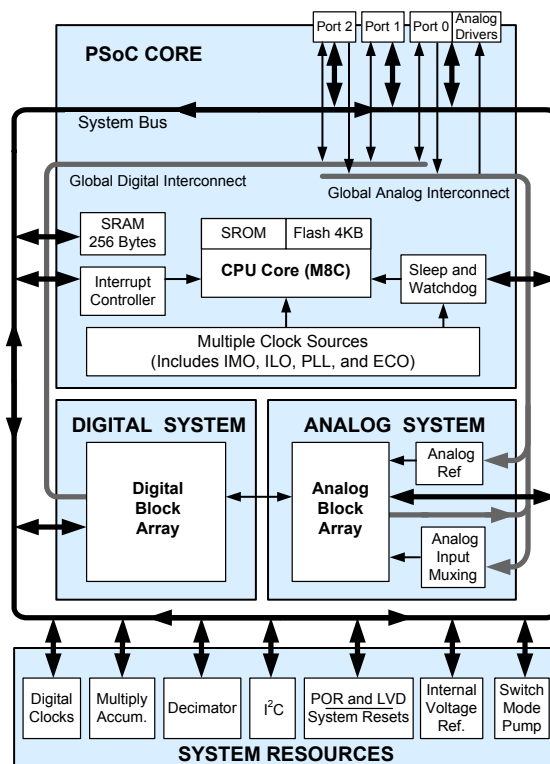 Port 2
Port 1
Port 0
Analog
Drivers
PSoC CORE
System Bus
Global Digital Interconnect
Global Analog Interconnect
SRAM
256 Bytes
SROM
Flash 4KB
CPU Core (M8C)
Interrupt
Controller
Sleep and
Watchdog
Multiple Clock Sources
(Includes IMO, ILO, PLL, and ECO)
DIGITAL SYSTEM
ANALOG SYSTEM
Digital
Block
Array
Analog
Block
Array
Analog
Ref
Analog
Input
Muxing
Digital
Clocks
Multiply
Accum.
Decimator
I²C
POR and LVD
System Resets
Internal
Voltage
Ref.
Switch
Mode
Pump
SYSTEM RESOURCES